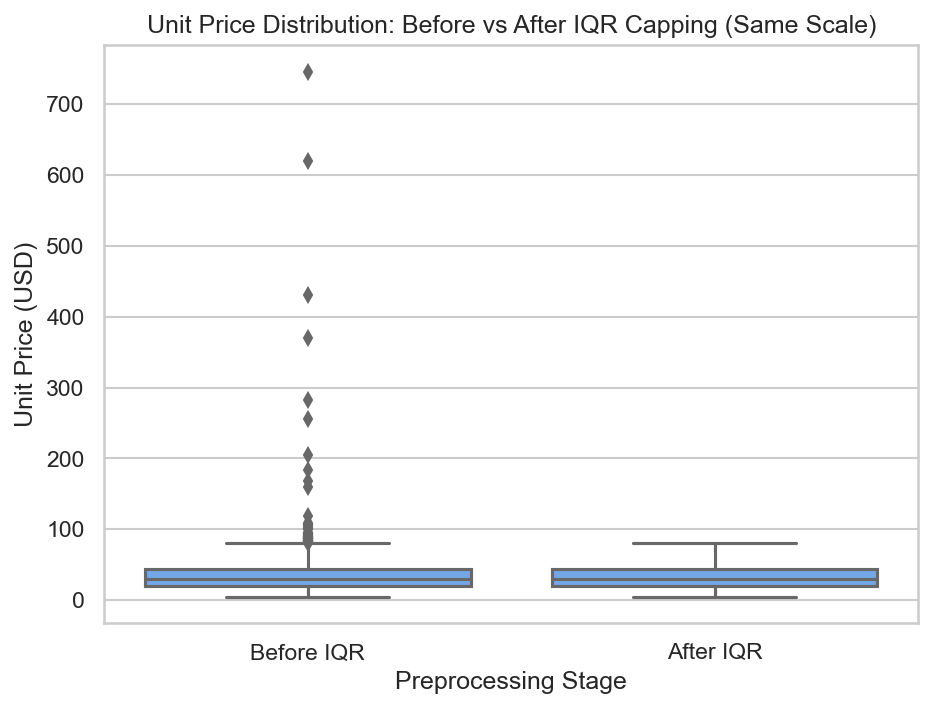 Unit Price Distribution: Before vs After IQR Capping (Same Scale)
Unit Price (USD)
700
600
500
400
300
200
100
0
Before IQR
After IQR
Preprocessing Stage